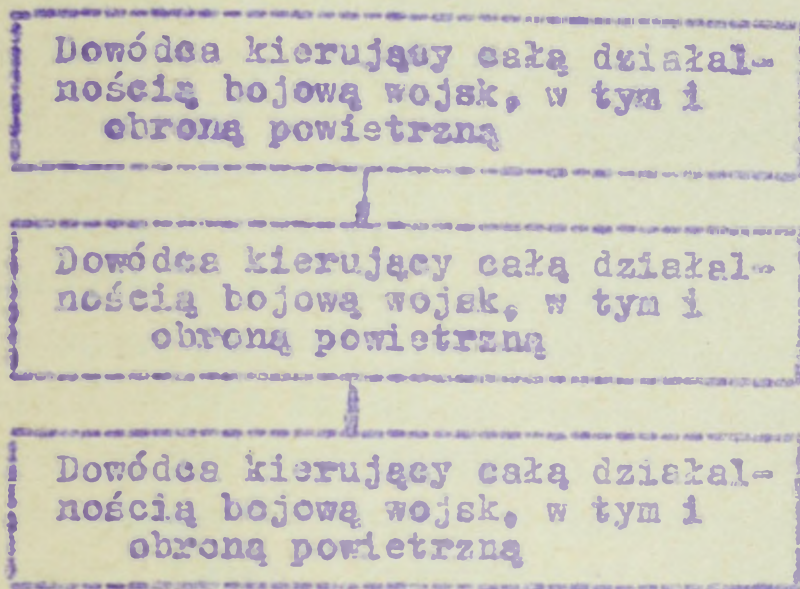 Dowódca kierujący całą działal-
nością bojową wojsk, w tym i
obroną powietrzną
Dowódca kierujący całą działal-
nością bojową wojsk, w tym i
obroną powietrzną
Dowódca kierujący całą działal-
nością bojową wojsk, w tym i
obroną powietrzną